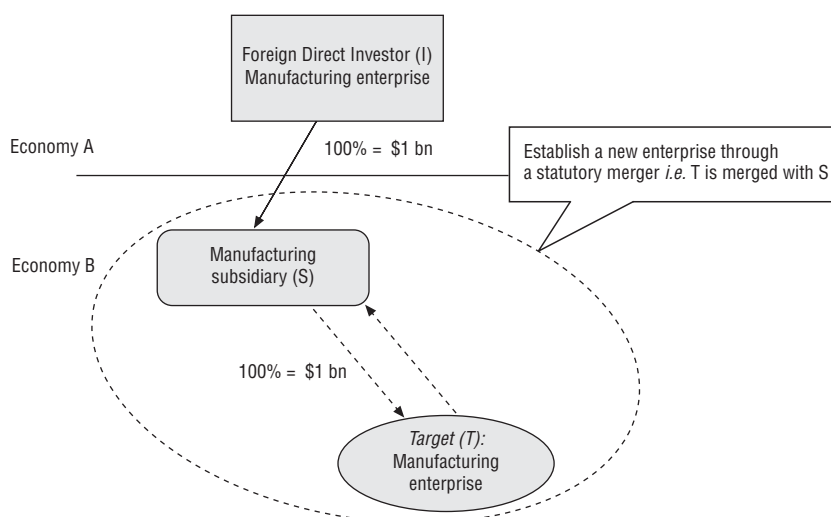 Foreign Direct Investor (I)
Manufacturing enterprise
Economy A
100% = $1 bn
Establish a new enterprise through
a statutory merger i.e. T is merged with S
Economy B
Manufacturing
subsidiary (S)
100% = $1 bn
Target (T):
Manufacturing
enterprise